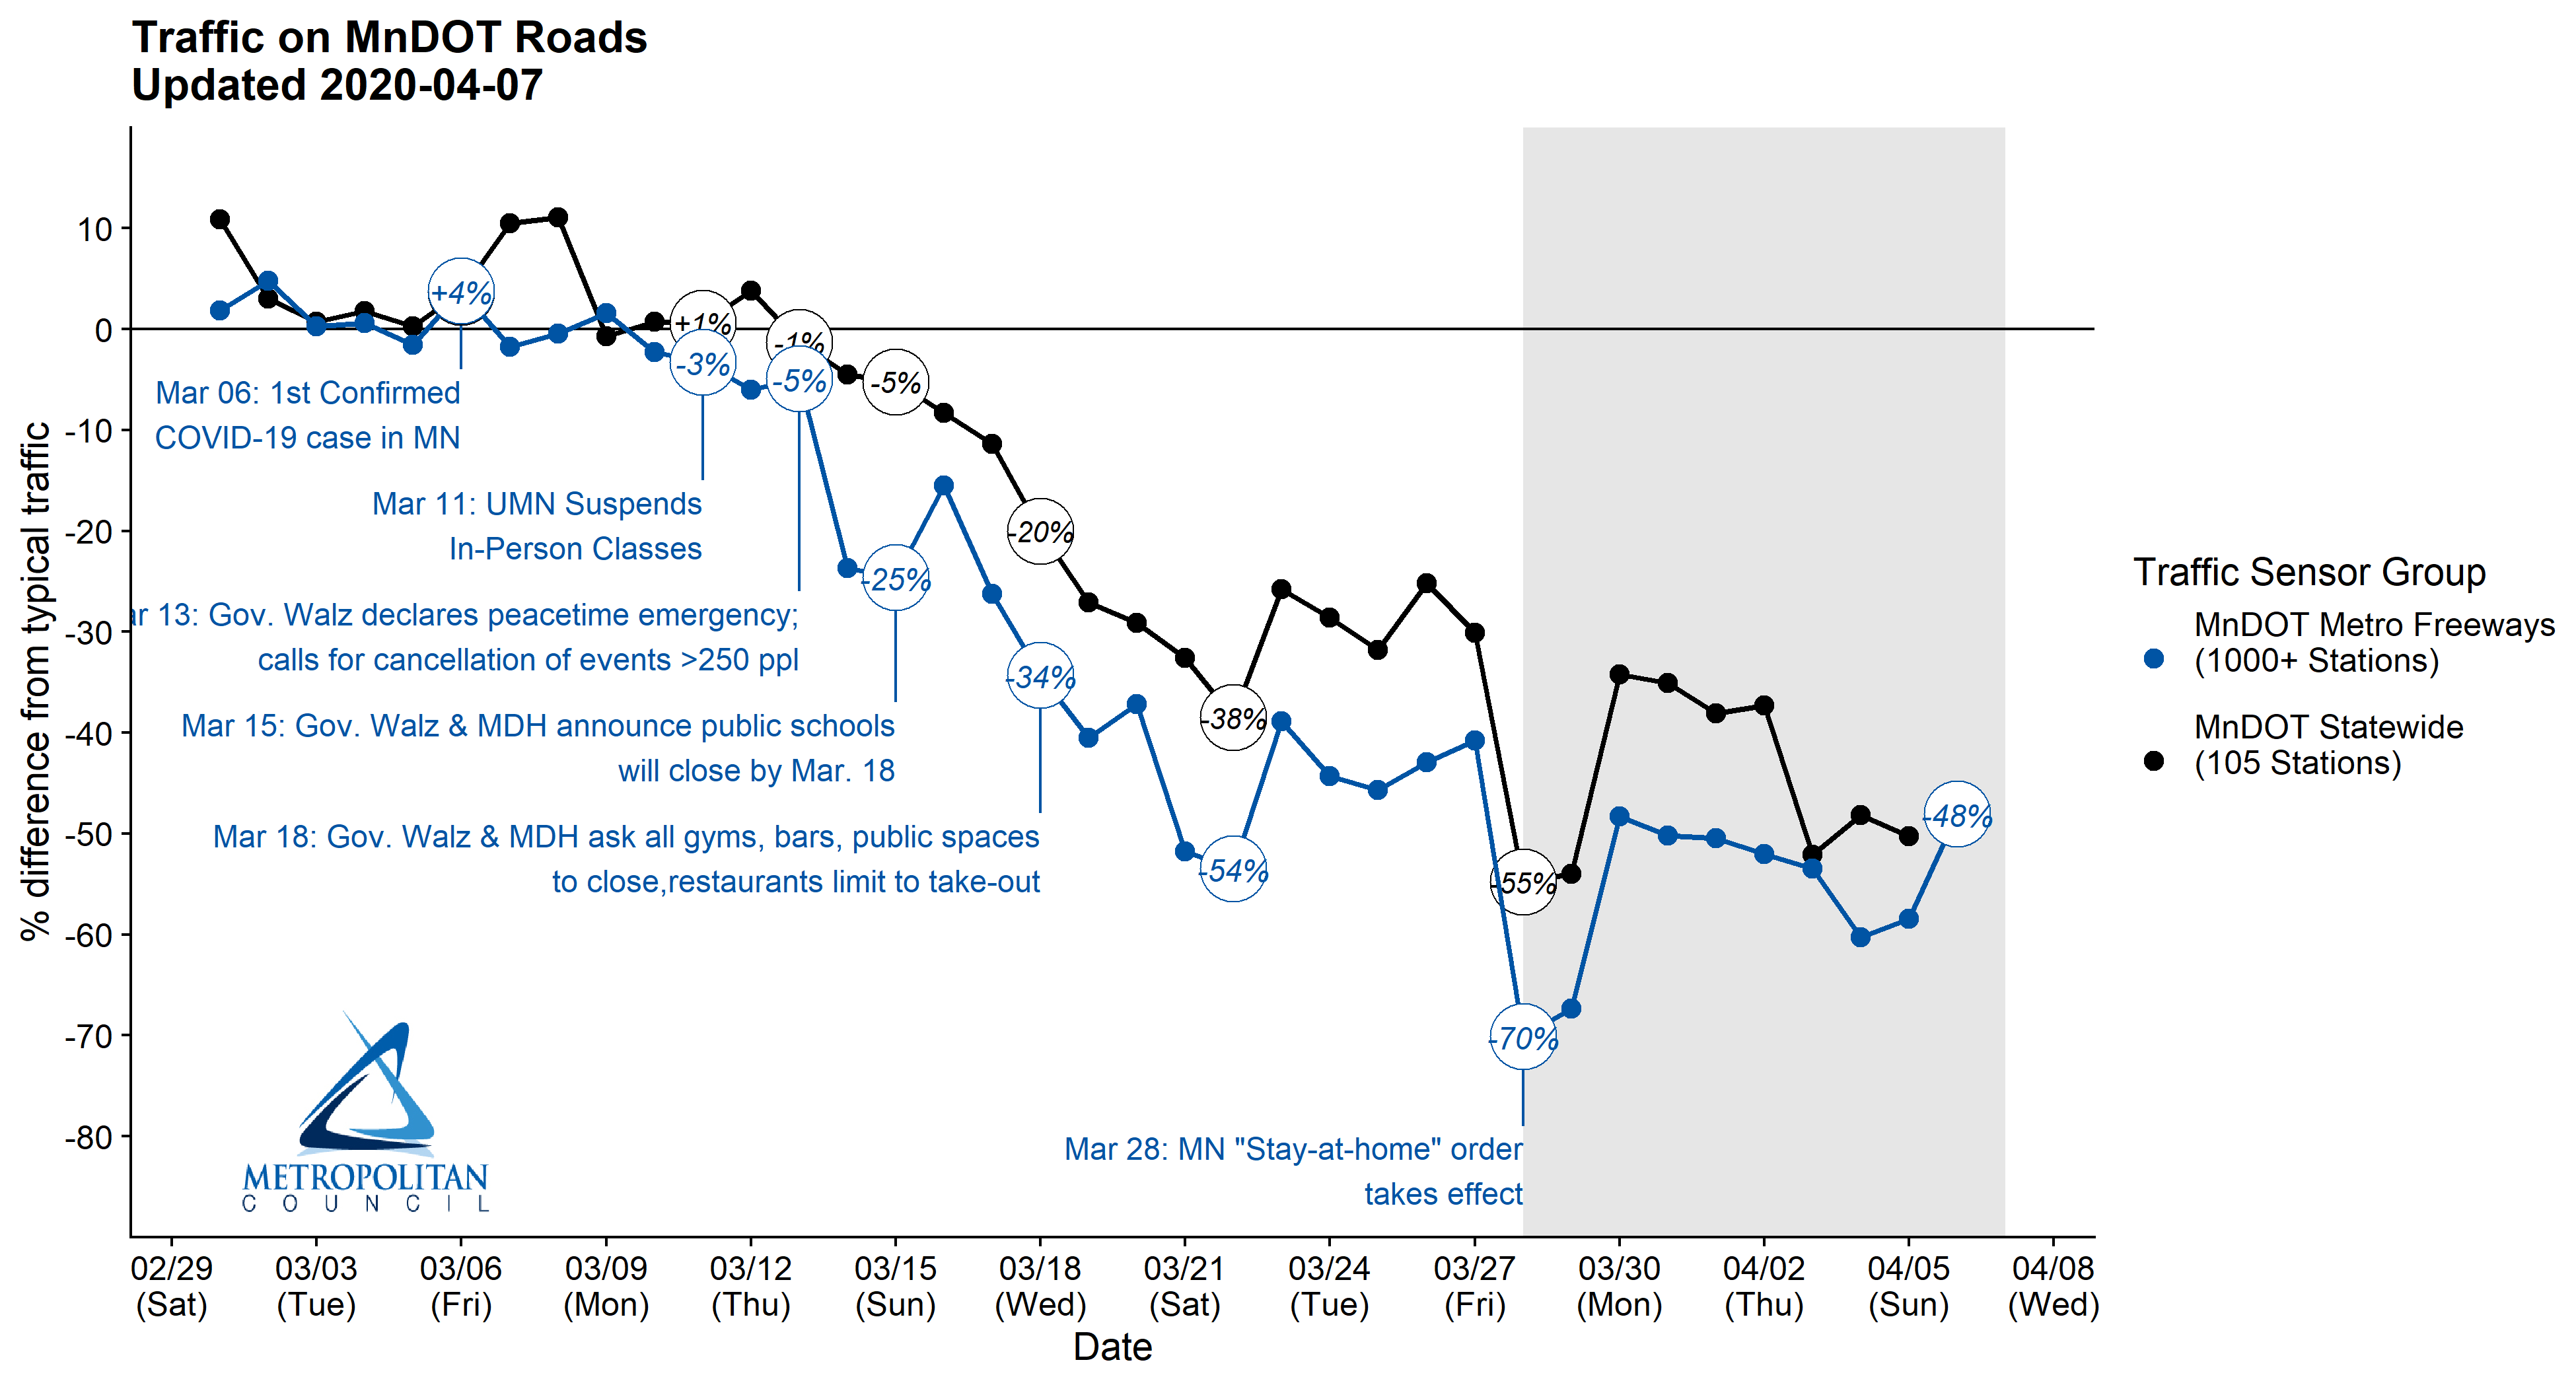 Traffic on MnDOT Roads
Updated 2020-04-07
% difference from typical traffic
10
0
-10
-20
-30
-40
-50
-60
-70
-80
+4%
+1%
-3%
-1%
-5%
-5%
-25%
-20%
-34%
-38%
-54%
-55%
-70%
-48%
Mar 06: 1st Confirmed
COVID-19 case in MN
Mar 11: UMN Suspends
In-Person Classes
ar 13: Gov. Walz declares peacetime emergency;
calls for cancellation of events >250 ppl
Mar 15: Gov. Walz & MDH announce public schools
will close by Mar. 18
Mar 18: Gov. Walz & MDH ask all gyms, bars, public spaces
to close,restaurants limit to take-out
Mar 28: MN "Stay-at-home" order
takes effect
METROPOLITAN
COUNCIL
02/29 03/03 03/06 03/09 03/12 03/15 03/18 03/21 03/24 03/27 03/30 04/02 04/05 04/08
(Sat) (Tue) (Fri) (Mon) (Thu) (Sun) (Wed) (Sat) (Tue) (Fri) (Mon) (Thu) (Sun) (Wed)
Date
Traffic Sensor Group
MnDOT Metro Freeways
(1000+ Stations)
MnDOT Statewide
(105 Stations)